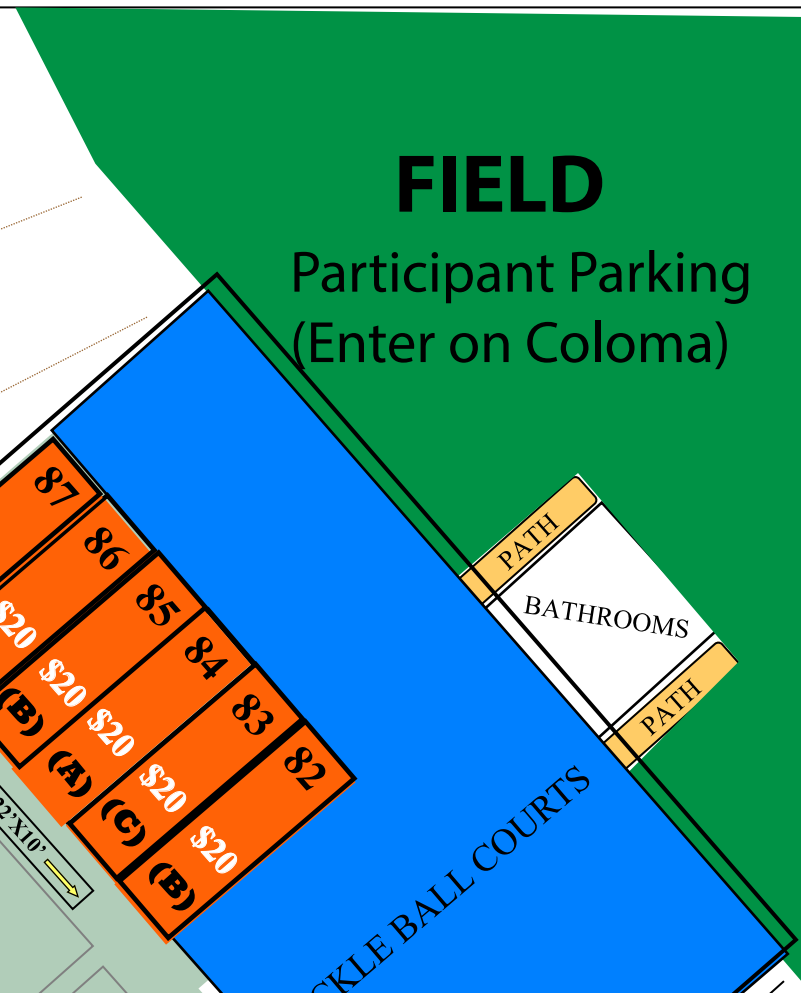 FIELD
Participant Parking
(Enter on Coloma)
PATH
BATHROOMS
PATH
87
86
$20
(B)
85
$20
(A)
84
$20
(C)
83
$20
(B)
82
$20
BALL COURTS